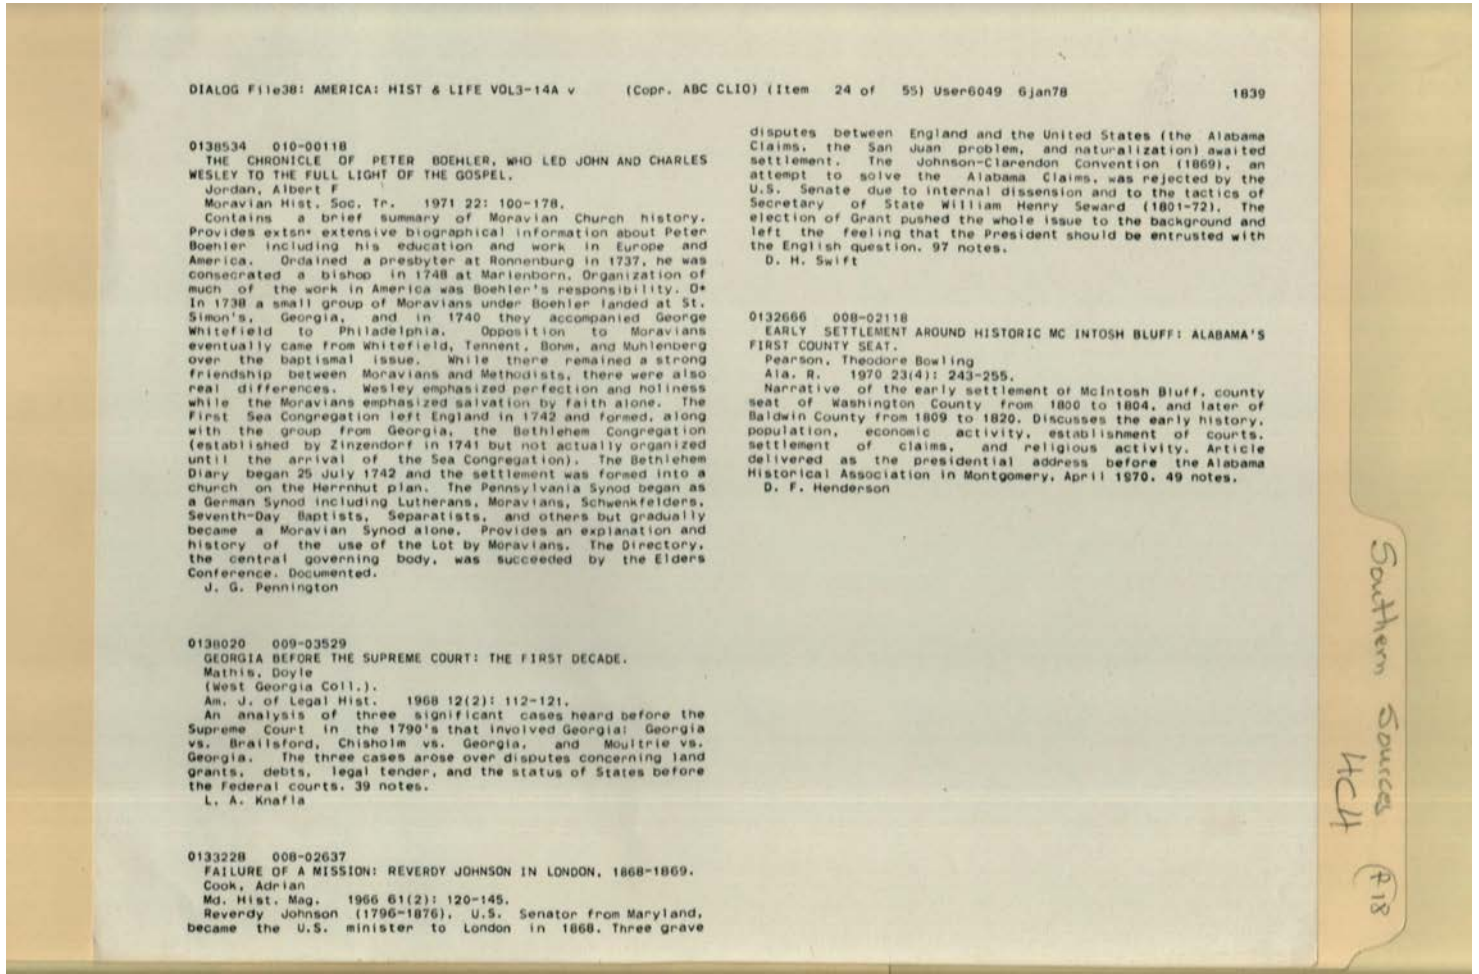 DIALOG File38: AMERICA: HIST & LIFE VOL3-14A v (Copr. ABC CLIO) (Item 24 of 55) User6049 6jan78 1839
0138534 010-00118
THE CHRONICLE OF PETER BOEHLER, WHO LED JOHN AND CHARLES
WESLEY TO THE FULL LIGHT OF THE GOSPEL.
Jordan, Albert F
Moravian Hist. Soc. Tr. 1971 22: 100-178.
Contains a brief summary of Moravian Church history.
Provides extsn* extensive biographical information about Peter
Boehler including his education and work in Europe and
America. Ordained a presbyter at Ronnenburg in 1737, he was
consecrated a bishop in 1748 at Marienborn. Organization of
much of the work in America was Boehler's responsibility. O*
In 1738 a small group of Moravians under Boehler landed at St.
Simon's, Georgia, and in 1740 they accompanied George
Whitefield to Philadelphia. Opposition to Moravians
eventually came from Whitefield, Tennent, Bohm, and Muhlenberg
over the baptismal issue. While there remained a strong
friendship between Moravians and Methodists, there were also
real differences. Wesley emphasized perfection and holiness
while the Moravians emphasized salvation by faith alone. The
First Sea Congregation left England in 1742 and formed, along
with the group from Georgia, the Bethlehem Congregation
(established by Zinzendorf in 1741 but not actually organized
until the arrival of the Sea Congregation). The Bethlehem
Diary began 25 July 1742 and the settlement was formed into a
church on the Herrnhut plan. The Pennsylvania Synod began as
a German Synod including Lutherans, Moravians, Schwenkfelders,
Seventh-Day Baptists, Separatists, and others but gradually
became a Moravian Synod alone. Provides an explanation and
history of the use of the Lot by Moravians. The Directory,
the central governing body, was succeeded by the Elders
Conference. Documented.
J. G. Pennington
0138020 009-03529
GEORGIA BEFORE THE SUPREME COURT: THE FIRST DECADE.
Mathis, Doyle
(West Georgia Coll.).
Am. J. of Legal Hist. 1968 12(2): 112-121.
An analysis of three significant cases heard before the
Supreme Court in the 1790's that involved Georgia: Georgia
vs. Brailsford, Chisholm vs. Georgia, and Moultrie vs.
Georgia. The three cases arose over disputes concerning land
grants, debts, legal tender, and the status of States before
the Federal courts. 39 notes.
L. A. Knafla
0133228 008-02637
FAILURE OF A MISSION: REVERDY JOHNSON IN LONDON, 1868-1869.
Cook, Adrian
Md. Hist. Mag. 1966 61(2): 120-145.
Reverdy Johnson (1796-1876), U.S. Senator from Maryland,
became the U.S. minister to London in 1868. Three grave
disputes between England and the United States (the Alabama
Claims, the San Juan problem, and naturalization) awaited
settlement. The Johnson-Clarendon Convention (1869), an
attempt to solve the Alabama Claims, was rejected by the
U.S. Senate due to internal dissension and to the tactics of
Secretary of State William Henry Seward (1801-72). The
election of Grant pushed the whole issue to the background and
left the feeling that the President should be entrusted with
the English question. 97 notes.
D. H. Swift
0132666 008-02118
EARLY SETTLEMENT AROUND HISTORIC MC INTOSH BLUFF: ALABAMA'S
FIRST COUNTY SEAT.
Pearson, Theodore Bowling
Ala. R. 1970 23(4): 243-255.
Narrative of the early settlement of McIntosh Bluff, county
seat of Washington County from 1800 to 1804, and later of
Baldwin County from 1809 to 1820. Discusses the early history,
population, economic activity, establishment of courts,
settlement of claims, and religious activity. Article
delivered as the presidential address before the Alabama
Historical Association in Montgomery, April 1970. 49 notes.
D. F. Henderson
Southern Sources P.18
HCH